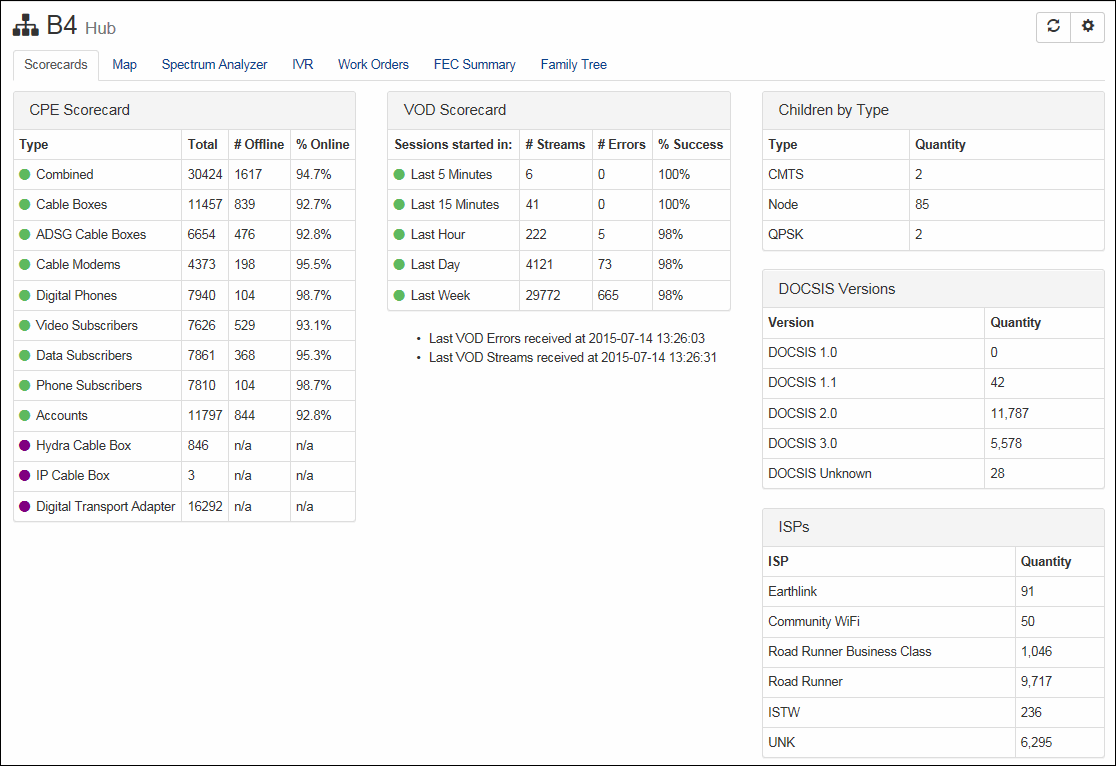 B4 Hub
Scorecards Map Spectrum Analyzer IVR Work Orders FEC Summary Family Tree
CPE Scorecard
Type Total # Offline % Online
Combined 30424 1617 94.7%
Cable Boxes 11457 839 92.7%
ADSG Cable Boxes 6654 476 92.8%
Cable Modems 4373 198 95.5%
Digital Phones 7940 104 98.7%
Video Subscribers 7626 529 93.1%
Data Subscribers 7861 368 95.3%
Phone Subscribers 7810 104 98.7%
Accounts 11797 844 92.8%
Hydra Cable Box 846 n/a n/a
IP Cable Box 3 n/a n/a
Digital Transport Adapter 16292 n/a n/a
VOD Scorecard
Sessions started in: # Streams # Errors % Success
Last 5 Minutes 6 0 100%
Last 15 Minutes 41 0 100%
Last Hour 222 5 98%
Last Day 4121 73 98%
Last Week 29772 665 98%
• Last VOD Errors received at 2015-07-14 13:26:03
• Last VOD Streams received at 2015-07-14 13:26:31
Children by Type
Type Quantity
CMTS 2
Node 85
QPSK 2
DOCSIS Versions
Version Quantity
DOCSIS 1.0 0
DOCSIS 1.1 42
DOCSIS 2.0 11,787
DOCSIS 3.0 5,578
DOCSIS Unknown 28
ISPs
ISP Quantity
Earthlink 91
Community WiFi 50
Road Runner Business Class 1,046
Road Runner 9,717
ISTW 236
UNK 6,295